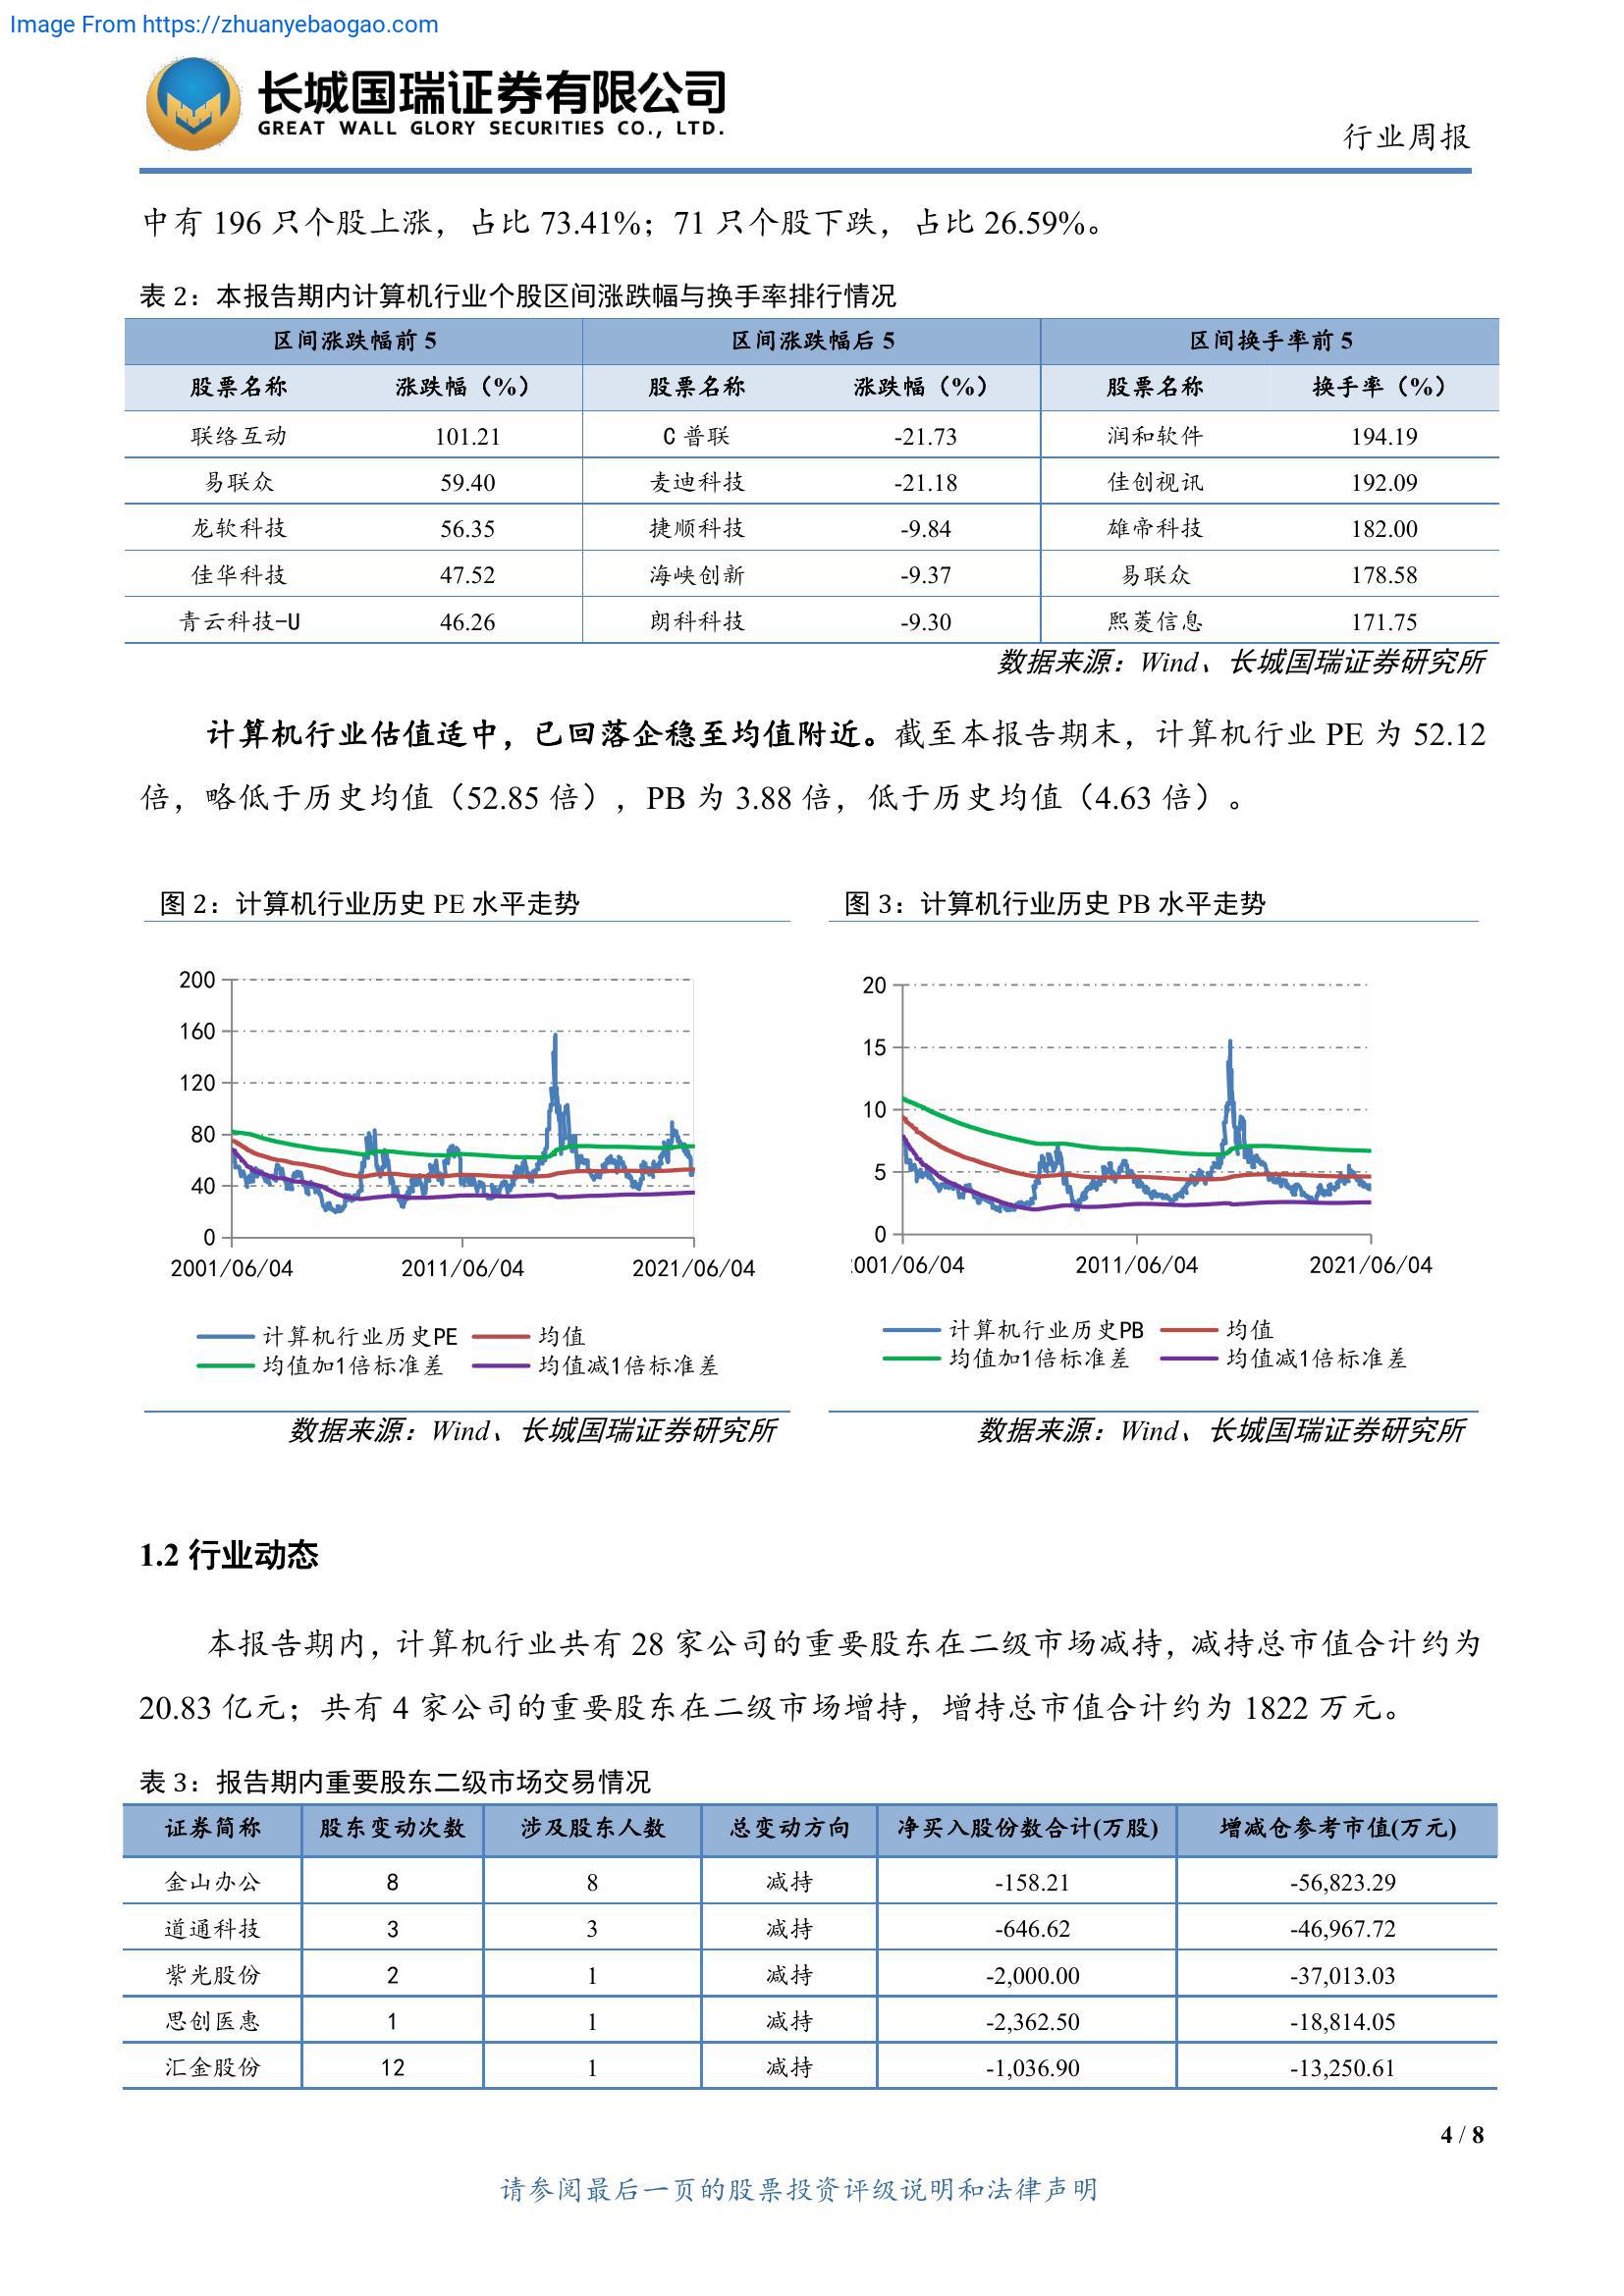 Image From https://zhuanyebaogao.com
长城国瑞证券有限公司
GREAT WALL GLORY SECURITIES CO., LTD.
行业周报
中有 196 只个股上涨，占比 73.41%；71 只个股下跌，占比 26.59%。
表 2：本报告期内计算机行业个股区间涨跌幅与换手率排行情况
区间涨跌幅前 5 区间涨跌幅后 5 区间换手率前 5
股票名称 涨跌幅（%） 股票名称 涨跌幅（%） 股票名称 换手率（%）
联络互动 101.21 C 普联 -21.73 润和软件 194.19
易联众 59.40 麦迪科技 -21.18 佳创视讯 192.09
龙软科技 56.35 捷顺科技 -9.84 雄帝科技 182.00
佳华科技 47.52 海峡创新 -9.37 易联众 178.58
青云科技-U 46.26 朗科科技 -9.30 熙菱信息 171.75
数据来源：Wind、长城国瑞证券研究所
计算机行业估值适中，已回落企稳至均值附近。截至本报告期末，计算机行业 PE 为 52.12
倍，略低于历史均值（52.85 倍），PB 为 3.88 倍，低于历史均值（4.63 倍）。
图 2：计算机行业历史 PE 水平走势
200
160
120
80
40
0
2001/06/04 2011/06/04 2021/06/04
计算机行业历史PE 均值
均值加1倍标准差 均值减1倍标准差
数据来源：Wind、长城国瑞证券研究所
图 3：计算机行业历史 PB 水平走势
20
15
10
5
0
001/06/04 2011/06/04 2021/06/04
计算机行业历史PB 均值
均值加1倍标准差 均值减1倍标准差
数据来源：Wind、长城国瑞证券研究所
1.2 行业动态
本报告期内，计算机行业共有 28 家公司的重要股东在二级市场减持，减持总市值合计约为
20.83 亿元；共有 4 家公司的重要股东在二级市场增持，增持总市值合计约为 1822 万元。
表 3：报告期内重要股东二级市场交易情况
证券简称 股东变动次数 涉及股东人数 总变动方向 净买入股份数合计(万股) 增减仓参考市值(万元)
金山办公 8 8 减持 -158.21 -56,823.29
道通科技 3 3 减持 -646.62 -46,967.72
紫光股份 2 1 减持 -2,000.00 -37,013.03
思创医惠 1 1 减持 -2,362.50 -18,814.05
汇金股份 12 1 减持 -1,036.90 -13,250.61
4 / 8
请参阅最后一页的股票投资评级说明和法律声明